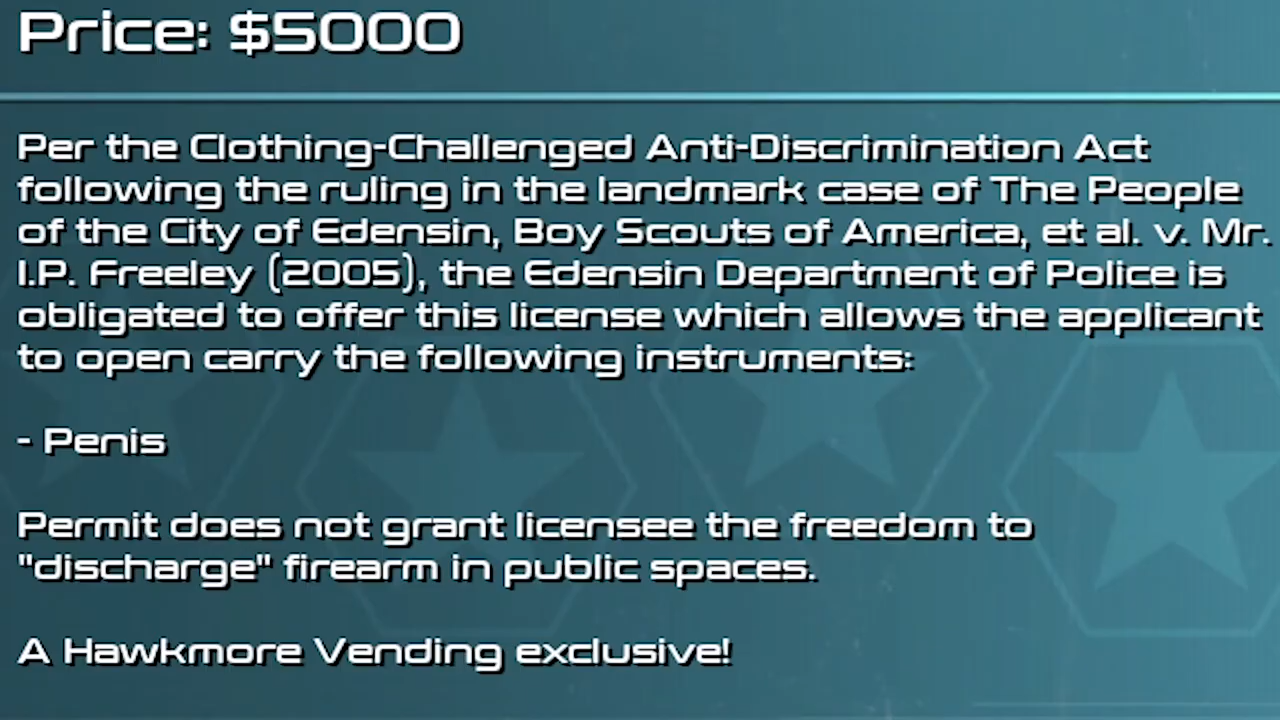 Price: $5000
Per the Clothing-Challenged Anti-Discrimination Act
following the ruling in the landmark case of The People
of the City of Edensin, Boy Scouts of America, et al. v. Mr.
I.P. Freeley (2005), the Edensin Department of Police is
obligated to offer this license which allows the applicant
to open carry the following instruments:
- Penis
Permit does not grant licensee the freedom to
"discharge" firearm in public spaces.
A Hawkmore Vending exclusive!